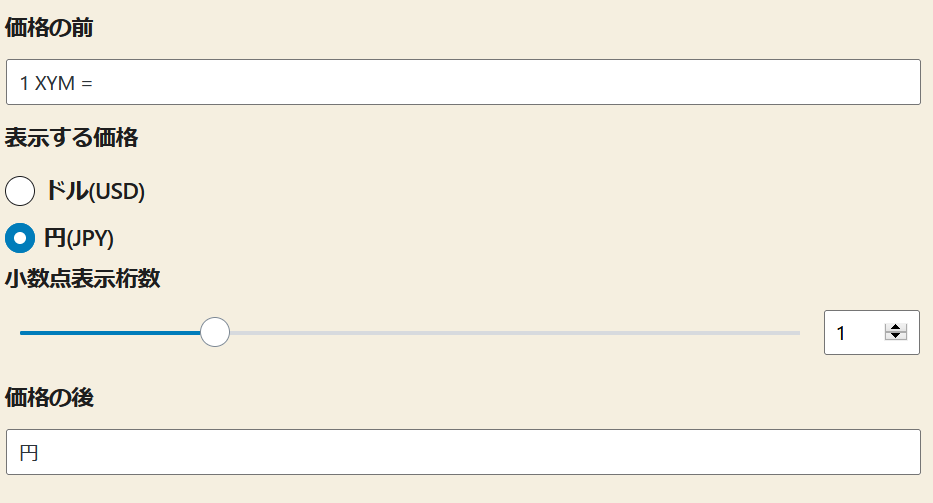 価格の前
1 XYM =
表示する価格
ドル(USD)
円(JPY)
小数点表示桁数
1
価格の後
円